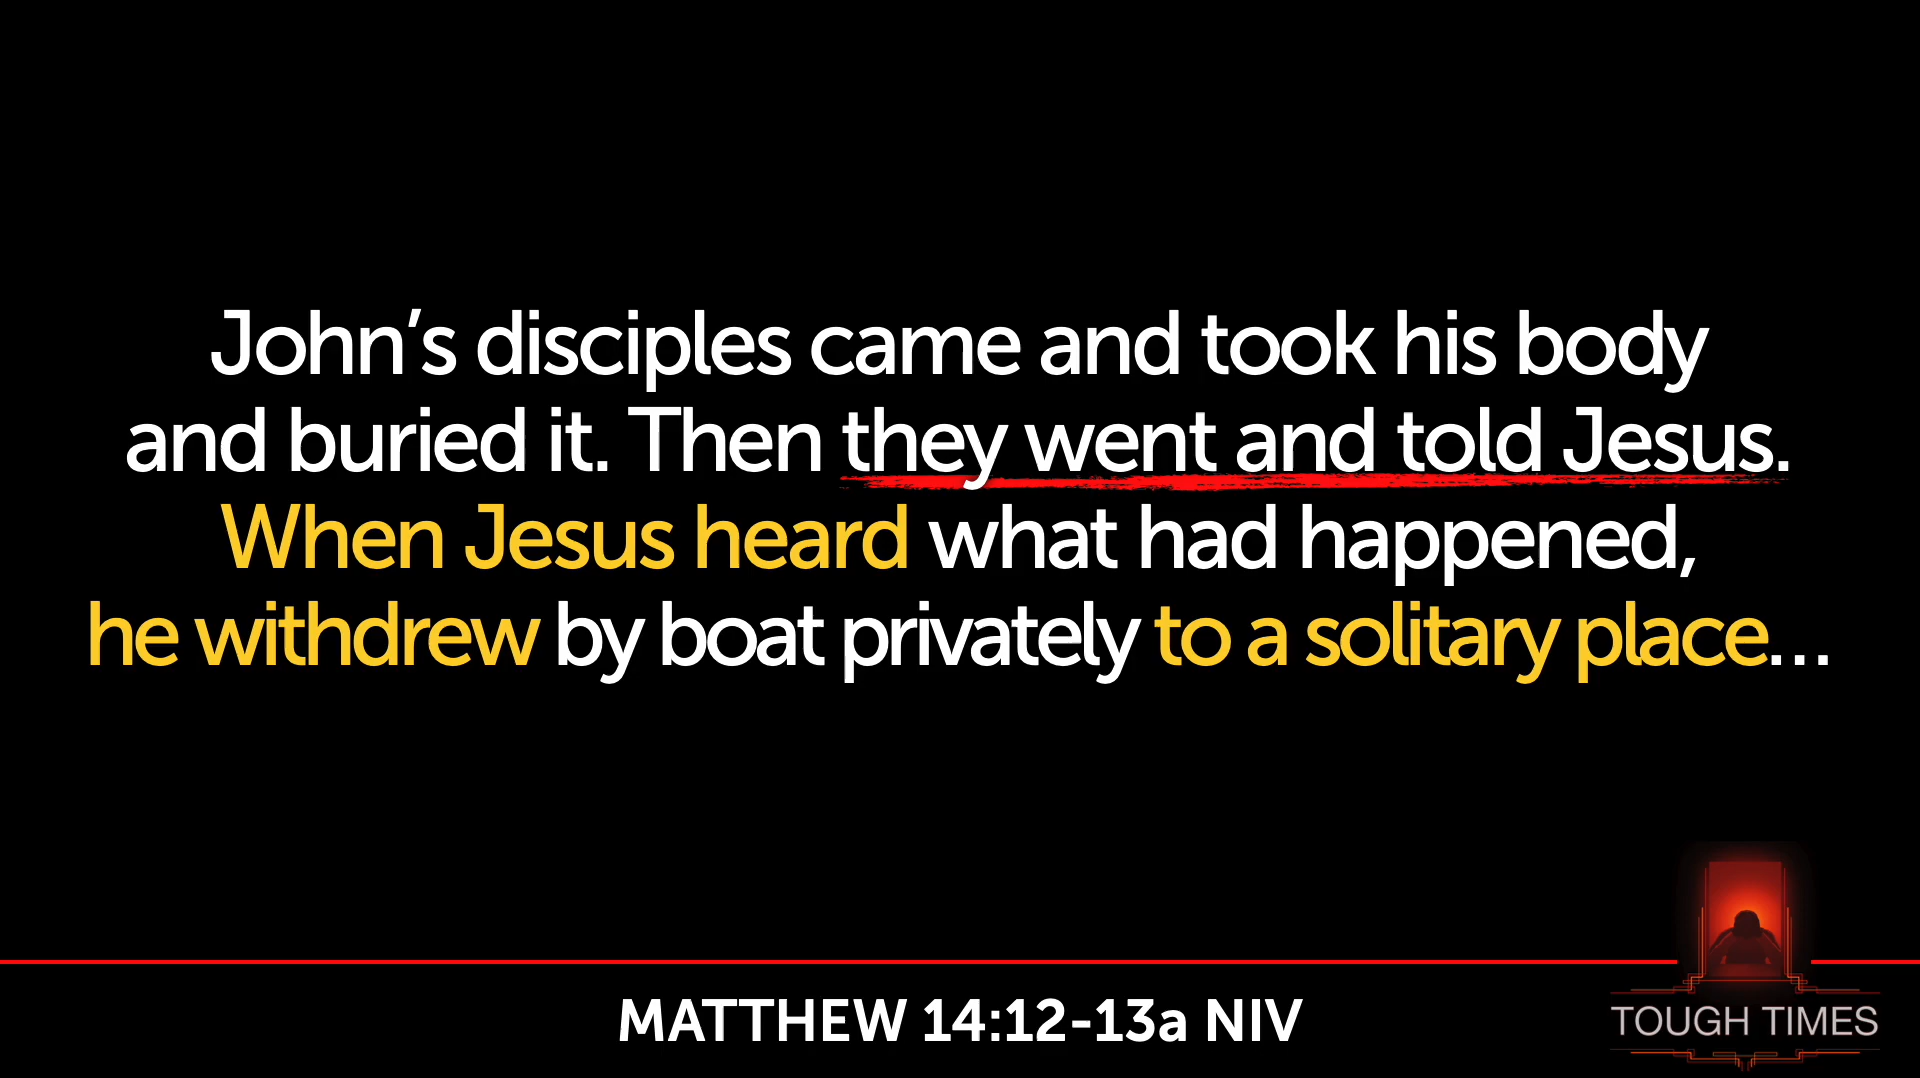 John’s disciples came and took his body
and buried it. Then they went and told Jesus.
When Jesus heard what had happened,
he withdrew by boat privately to a solitary place…
MATTHEW 14:12-13a NIV
TOUGH TIMES